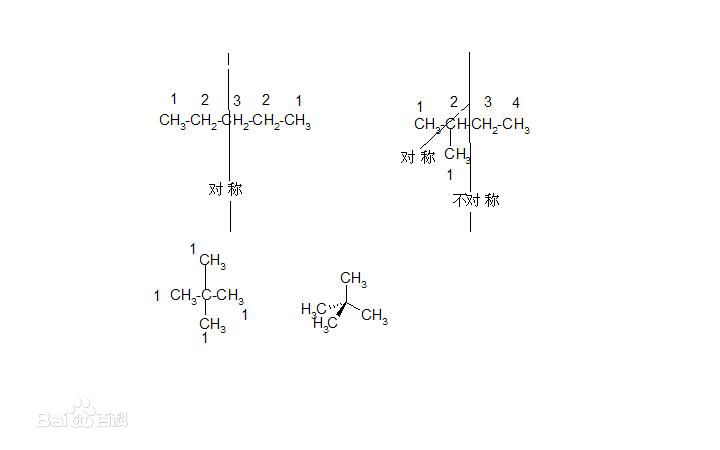 1 2 3 2 1
CH3-CH2-CH2-CH2-CH3
对称
1 2 3 4
CH3-CH-CH2-CH3
对称
CH3
1
不对称
1
CH3
1 CH3-C-CH3
1
CH3
1
CH3
H3C
H3C
CH3
Bai百科